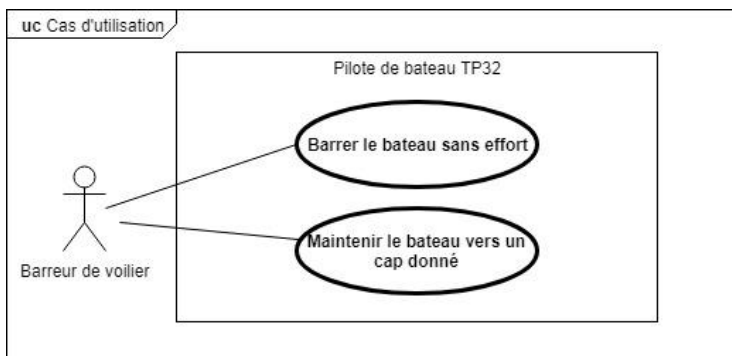 uc Cas d'utilisation
Pilote de bateau TP32
Barrer le bateau sans effort
Maintenir le bateau vers un
cap donné
Barreur de voilier